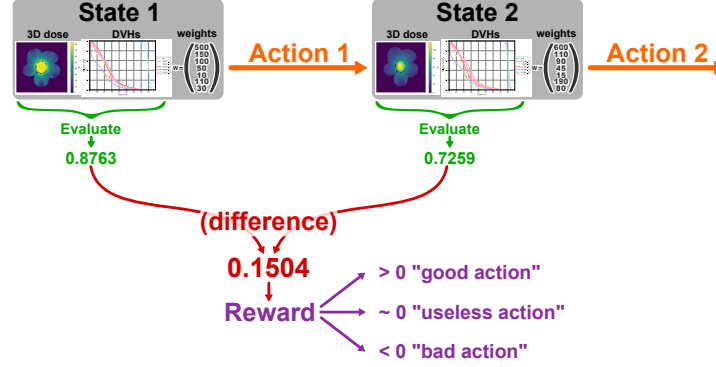 State 1
State 2
3D dose
DVHs
weights
3D dose
DVHs
weights
w =
500
150
100
50
10
110
30
Action 1
w =
600
110
90
45
15
190
80
Action 2
Evaluate
0.8763
Evaluate
0.7259
(difference)
0.1504
Reward
> 0 "good action"
~ 0 "useless action"
< 0 "bad action"